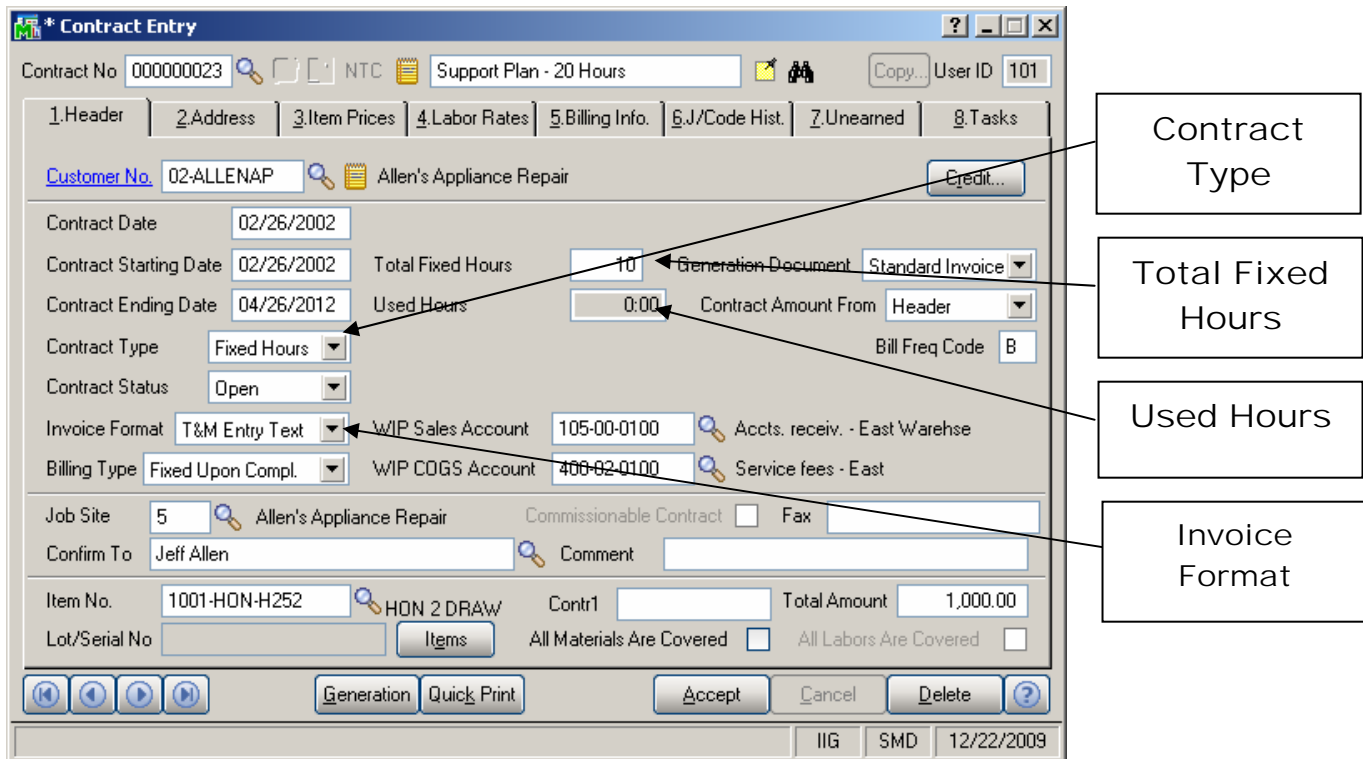 * Contract Entry
Contract No 000000023 NTC Support Plan - 20 Hours Copy... User ID 101
1.Header 2.Address 3.Item Prices 4.Labor Rates 5.Billing Info. 6.J/Code Hist. 7.Unearned 8.Tasks
Customer No. 02-ALLENAP Allen's Appliance Repair Credit...
Contract Date 02/26/2002
Contract Starting Date 02/26/2002 Total Fixed Hours 10 Generation Document Standard Invoice
Contract Ending Date 04/26/2012 Used Hours 0:00 Contract Amount From Header
Contract Type Fixed Hours Bill Freq Code B
Contract Status Open
Invoice Format T&M Entry Text WIP Sales Account 105-00-0100 Accts. receiv. - East Warehse
Billing Type Fixed Upon Compl. WIP COGS Account 400-02-0100 Service fees - East
Job Site 5 Allen's Appliance Repair Commissionable Contract Fax
Confirm To Jeff Allen Comment
Item No. 1001-HON-H252 HON 2 DRAW Contr1 Total Amount 1,000.00
Lot/Serial No Items All Materials Are Covered All Labors Are Covered
Generation Quick Print Accept Cancel Delete
IIG SMD 12/22/2009
Contract
Type
Total Fixed
Hours
Used Hours
Invoice
Format